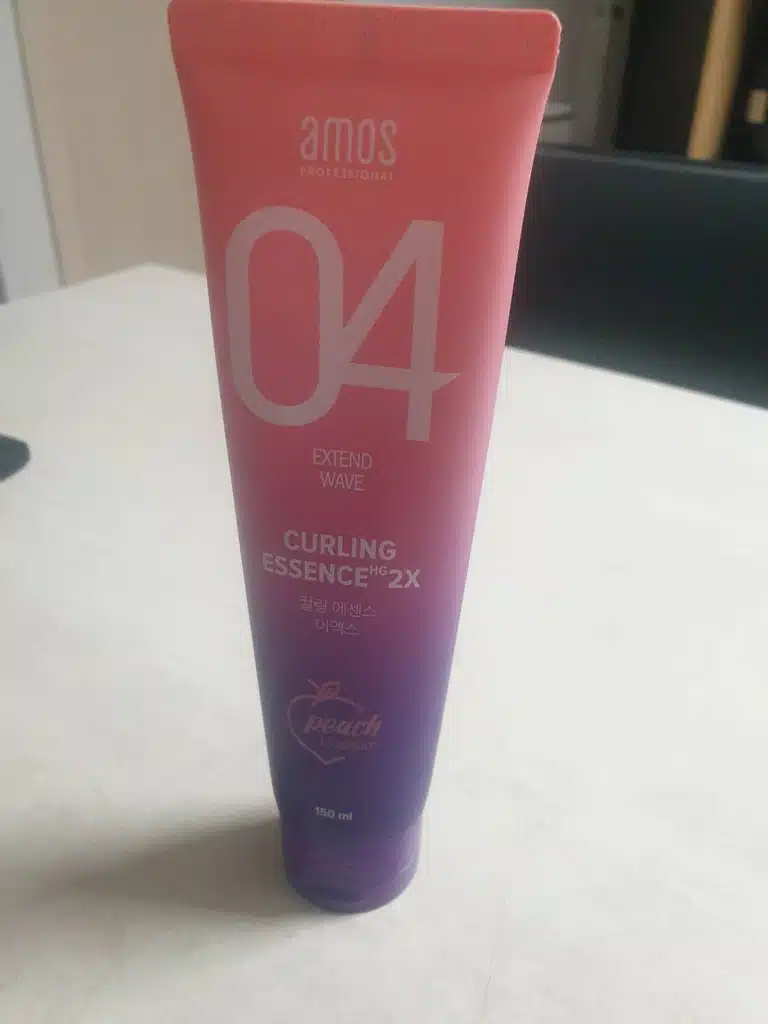 amos
PROFESSIONAL
04
EXTEND
WAVE
CURLING
ESSENCE HG 2X
컬링 에센스
이엑스
peach
150 ml